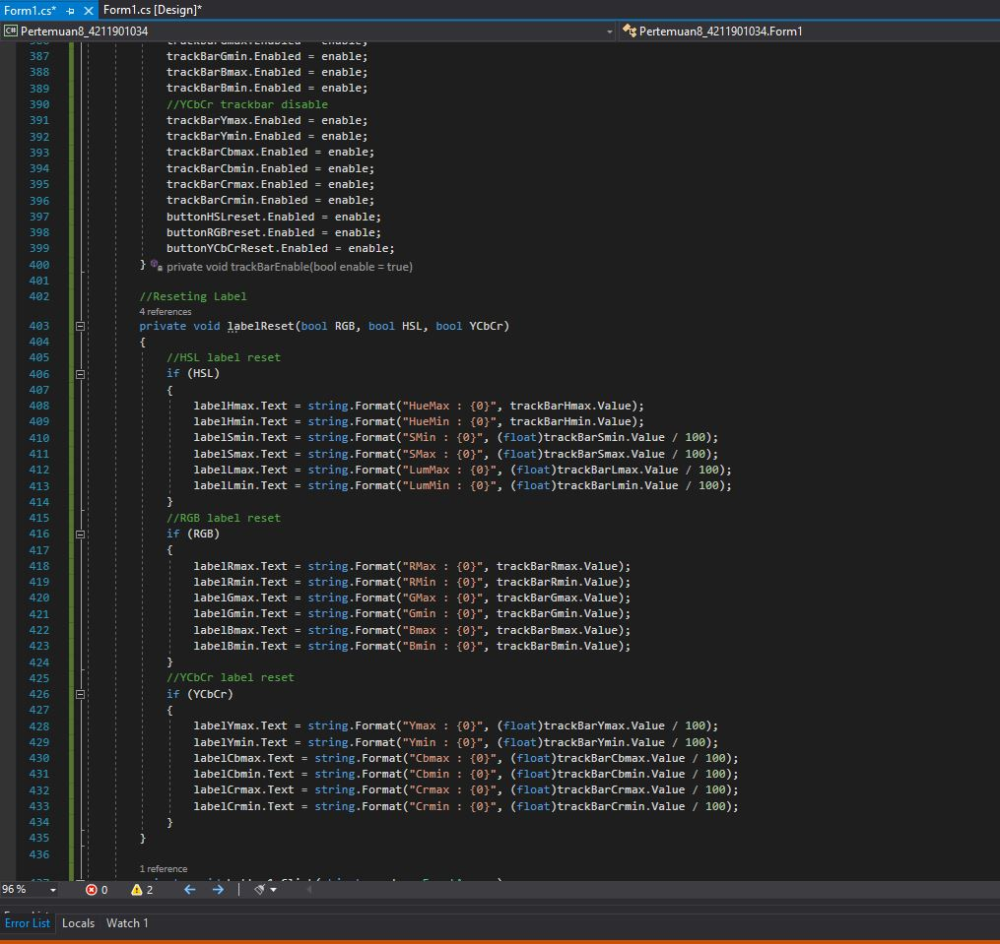 Form1.cs*
Form1.cs [Design]*
C# Pertemuan8_4211901034
Pertemuan8_4211901034.Form1
386 trackBarGmax.Enabled = enable;
387 trackBarGmin.Enabled = enable;
388 trackBarBmax.Enabled = enable;
389 trackBarBmin.Enabled = enable;
390 //YCbCr trackbar disable
391 trackBarYmax.Enabled = enable;
392 trackBarYmin.Enabled = enable;
393 trackBarCbmax.Enabled = enable;
394 trackBarCbmin.Enabled = enable;
395 trackBarCrmax.Enabled = enable;
396 trackBarCrmin.Enabled = enable;
397 buttonHSLreset.Enabled = enable;
398 buttonRGBreset.Enabled = enable;
399 buttonYCbCrReset.Enabled = enable;
400 } private void trackBarEnable(bool enable = true)
401
402 //Reseting Label
4 references
403 private void labelReset(bool RGB, bool HSL, bool YCbCr)
404 {
405 //HSL label reset
406 if (HSL)
407 {
408 labelHmax.Text = string.Format("HueMax : {0}", trackBarHmax.Value);
409 labelHmin.Text = string.Format("HueMin : {0}", trackBarHmin.Value);
410 labelSmin.Text = string.Format("SMin : {0}", (float)trackBarSmin.Value / 100);
411 labelSmax.Text = string.Format("SMax : {0}", (float)trackBarSmax.Value / 100);
412 labelLmax.Text = string.Format("LumMax : {0}", (float)trackBarLmax.Value / 100);
413 labelLmin.Text = string.Format("LumMin : {0}", (float)trackBarLmin.Value / 100);
414 }
415 //RGB label reset
416 if (RGB)
417 {
418 labelRmax.Text = string.Format("RMax : {0}", trackBarRmax.Value);
419 labelRmin.Text = string.Format("RMin : {0}", trackBarRmin.Value);
420 labelGmax.Text = string.Format("GMax : {0}", trackBarGmax.Value);
421 labelGmin.Text = string.Format("Gmin : {0}", trackBarGmin.Value);
422 labelBmax.Text = string.Format("Bmax : {0}", trackBarBmax.Value);
423 labelBmin.Text = string.Format("Bmin : {0}", trackBarBmin.Value);
424 }
425 //YCbCr label reset
426 if (YCbCr)
427 {
428 labelYmax.Text = string.Format("Ymax : {0}", (float)trackBarYmax.Value / 100);
429 labelYmin.Text = string.Format("Ymin : {0}", (float)trackBarYmin.Value / 100);
430 labelCbmax.Text = string.Format("Cbmax : {0}", (float)trackBarCbmax.Value / 100);
431 labelCbmin.Text = string.Format("Cbmin : {0}", (float)trackBarCbmin.Value / 100);
432 labelCrmax.Text = string.Format("Crmax : {0}", (float)trackBarCrmax.Value / 100);
433 labelCrmin.Text = string.Format("Crmin : {0}", (float)trackBarCrmin.Value / 100);
434 }
435 }
436
1 reference
437 private void
96 % 0 2
Error List Locals Watch 1